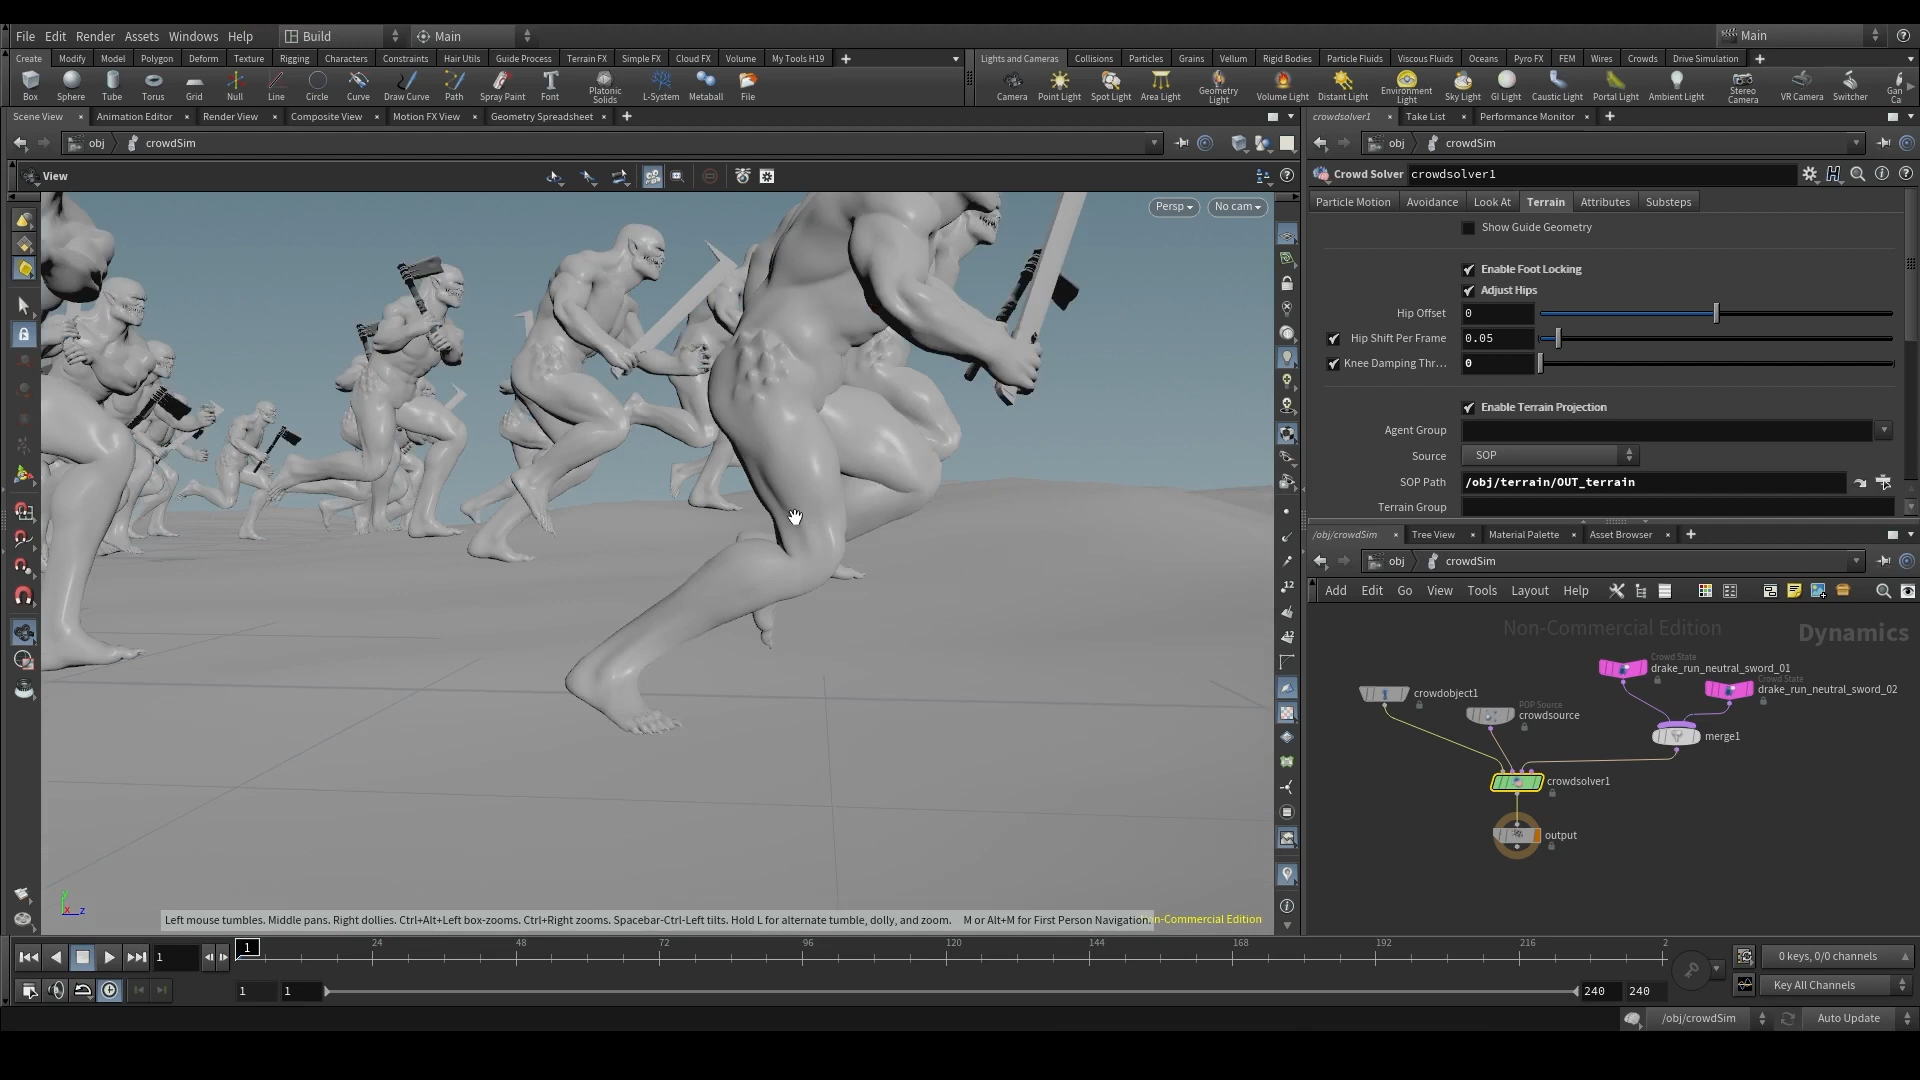 File Edit Render Assets Windows Help Build Main Main
Create Modify Model Polygon Deform Texture Rigging Characters Constraints Hair Utils Guide Process Terrain FX Simple FX Cloud FX Volume My Tools H19
Lights and Cameras Collisions Particles Grains Vellum Rigid Bodies Particle Fluids Viscous Fluids Oceans Pyro FX FEM Wires Crowds Drive Simulation
Box Sphere Tube Torus Grid Null Line Circle Curve Draw Curve Path Spray Paint Font Platonic Solids L-System Metaball File
Camera Point Light Spot Light Area Light Geometry Light Volume Light Distant Light Environment Light Sky Light GI Light Caustic Light Portal Light Ambient Light Stereo Camera VR Camera Switcher Gan Ca
Scene View Animation Editor Render View Composite View Motion FX View Geometry Spreadsheet
crowdsolver1 Take List Performance Monitor
obj crowdSim
obj crowdSim
View
Persp No cam
Crowd Solver crowdsolver1
Particle Motion Avoidance Look At Terrain Attributes Substeps
Show Guide Geometry
Enable Foot Locking
Adjust Hips
Hip Offset 0
Hip Shift Per Frame 0.05
Knee Damping Thr... 0
Enable Terrain Projection
Agent Group
Source SOP
SOP Path /obj/terrain/OUT_terrain
Terrain Group
/obj/crowdSim Tree View Material Palette Asset Browser
obj crowdSim
Add Edit Go View Tools Layout Help
Non-Commercial Edition Dynamics
Crowd State
drake_run_neutral_sword_01
Crowd State
drake_run_neutral_sword_02
crowdobject1
POP Source
crowdsource
merge1
crowdsolver1
output
12
12
y
x z
Left mouse tumbles. Middle pans. Right dollies. Ctrl+Alt+Left box-zooms. Ctrl+Right zooms. Spacebar-Ctrl-Left tilts. Hold L for alternate tumble, dolly, and zoom. M or Alt+M for First Person Navigation. n-Commercial Edition
1 1 24 48 72 96 120 144 168 192 216 2
0 keys, 0/0 channels
1 1 240 240
Key All Channels
/obj/crowdSim Auto Update